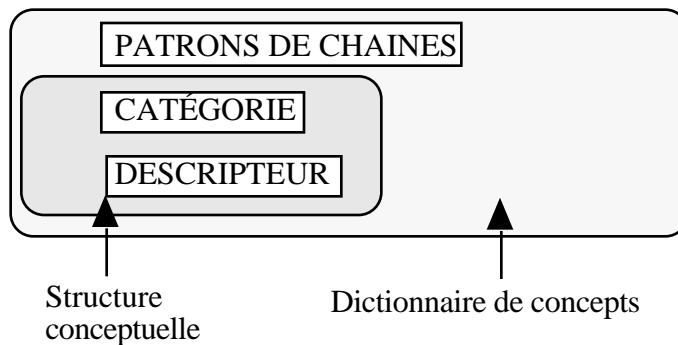 PATRONS DE CHAINES
CATÉGORIE
DESCRIPTEUR
Structure
conceptuelle
Dictionnaire de concepts